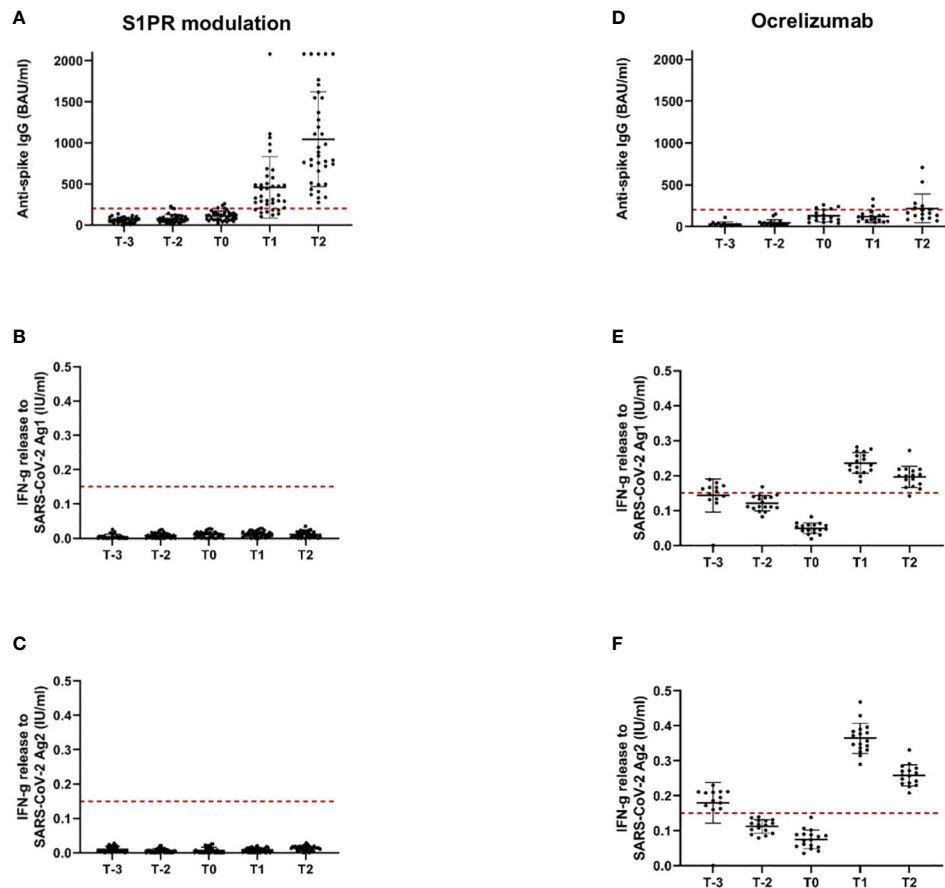 A
S1PR modulation
Anti-spike IgG (BAU/ml)
2000
1500
1000
500
0
T-3 T-2 T0 T1 T2
D
Ocrelizumab
Anti-spike IgG (BAU/ml)
2000
1500
1000
500
0
T-3 T-2 T0 T1 T2
B
IFN-g release to
SARS-CoV-2 Ag1 (IU/ml)
0.5
0.4
0.3
0.2
0.1
0.0
T-3 T-2 T0 T1 T2
E
IFN-g release to
SARS-CoV-2 Ag1 (IU/ml)
0.5
0.4
0.3
0.2
0.1
0.0
T-3 T-2 T0 T1 T2
C
IFN-g release to
SARS-CoV-2 Ag2 (IU/ml)
0.5
0.4
0.3
0.2
0.1
0.0
T-3 T-2 T0 T1 T2
F
IFN-g release to
SARS-CoV-2 Ag2 (IU/ml)
0.5
0.4
0.3
0.2
0.1
0.0
T-3 T-2 T0 T1 T2